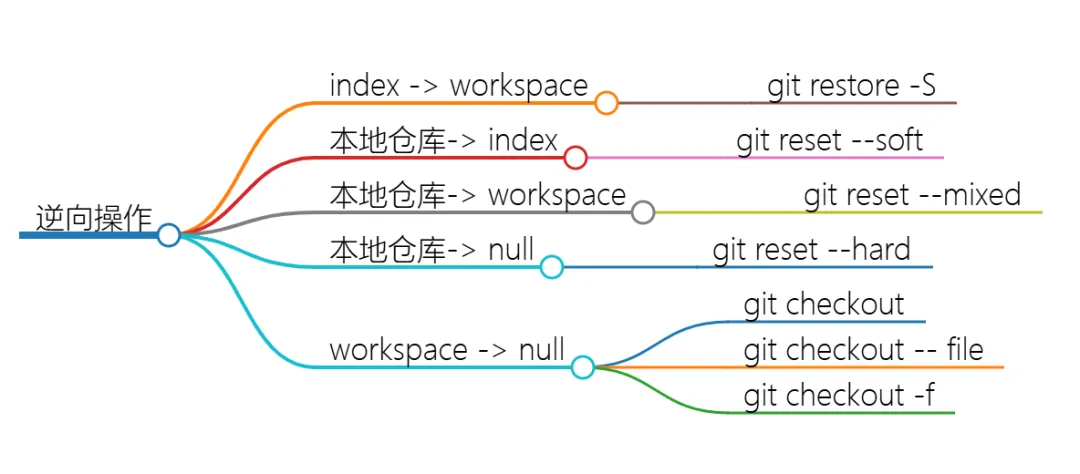 index -> workspace
git restore -S
本地仓库-> index
git reset --soft
本地仓库-> workspace
git reset --mixed
逆向操作
本地仓库-> null
git reset --hard
git checkout
workspace -> null
git checkout -- file
git checkout -f